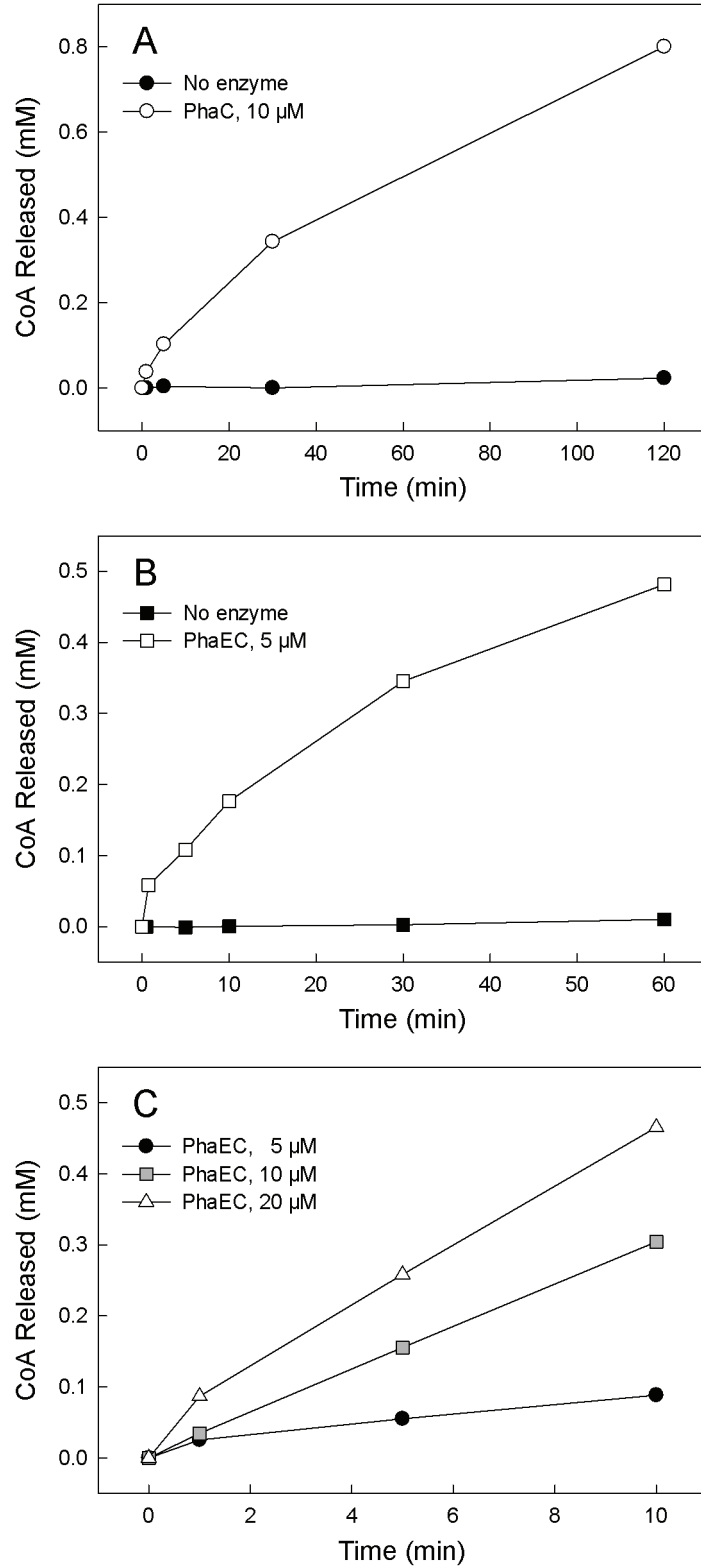 A
No enzyme
PhaC, 10 µM
CoA Released (mM)
0.8
0.6
0.4
0.2
0.0
0 20 40 60 80 100 120
Time (min)
B
No enzyme
PhaEC, 5 µM
CoA Released (mM)
0.5
0.4
0.3
0.2
0.1
0.0
0 10 20 30 40 50 60
Time (min)
C
PhaEC, 5 µM
PhaEC, 10 µM
PhaEC, 20 µM
CoA Released (mM)
0.5
0.4
0.3
0.2
0.1
0.0
0 2 4 6 8 10
Time (min)